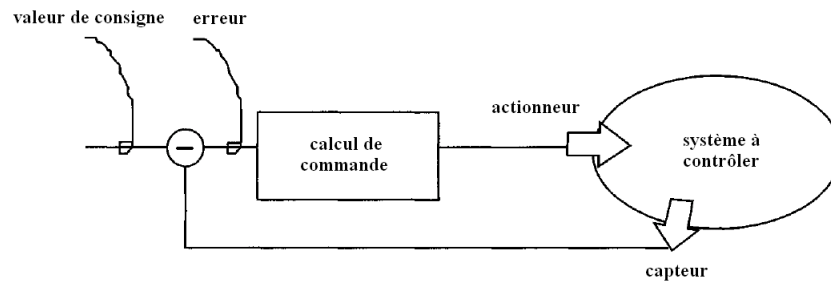 valeur de consigne
erreur
actionneur
calcul de
commande
système à
contrôler
capteur